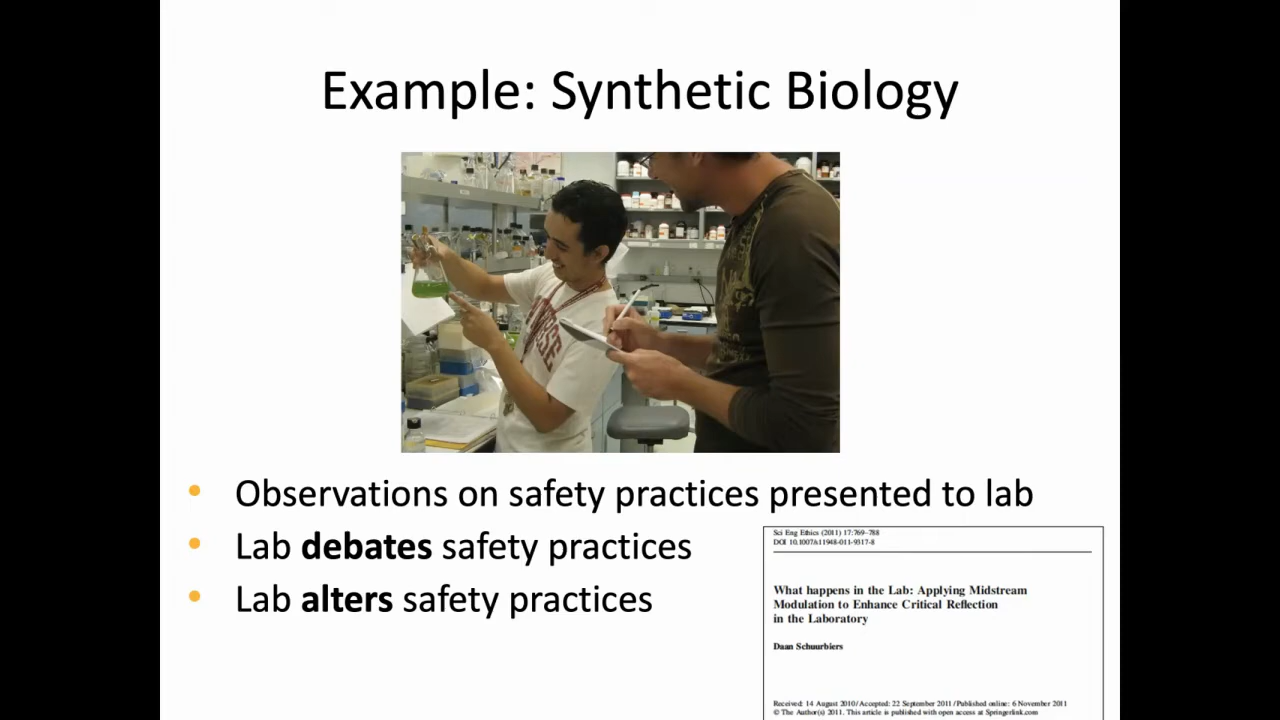 Example: Synthetic Biology
• Observations on safety practices presented to lab
• Lab debates safety practices
• Lab alters safety practices
Sci Eng Ethics (2011) 17:769–788
DOI 10.1007/s11948-011-9317-8
What happens in the Lab: Applying Midstream
Modulation to Enhance Critical Reflection
in the Laboratory
Daan Schuurbiers
Received: 14 August 2010 / Accepted: 22 September 2011 / Published online: 6 November 2011
© The Author(s) 2011. This article is published with open access at Springerlink.com